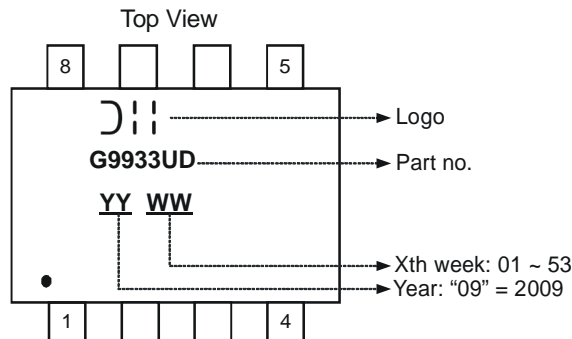 Top View
8 5
Logo
G9933UD Part no.
YY WW
Xth week: 01 ~ 53
Year: “09” = 2009
1 4